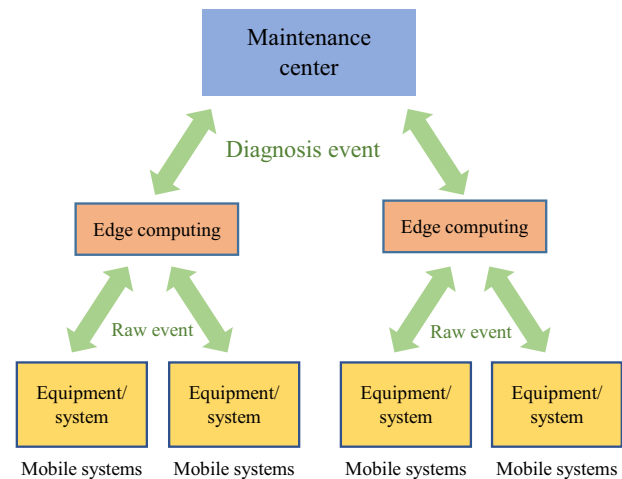 Maintenance
center
Diagnosis event
Edge computing
Edge computing
Raw event
Raw event
Equipment/
system
Equipment/
system
Equipment/
system
Equipment/
system
Mobile systems
Mobile systems
Mobile systems
Mobile systems